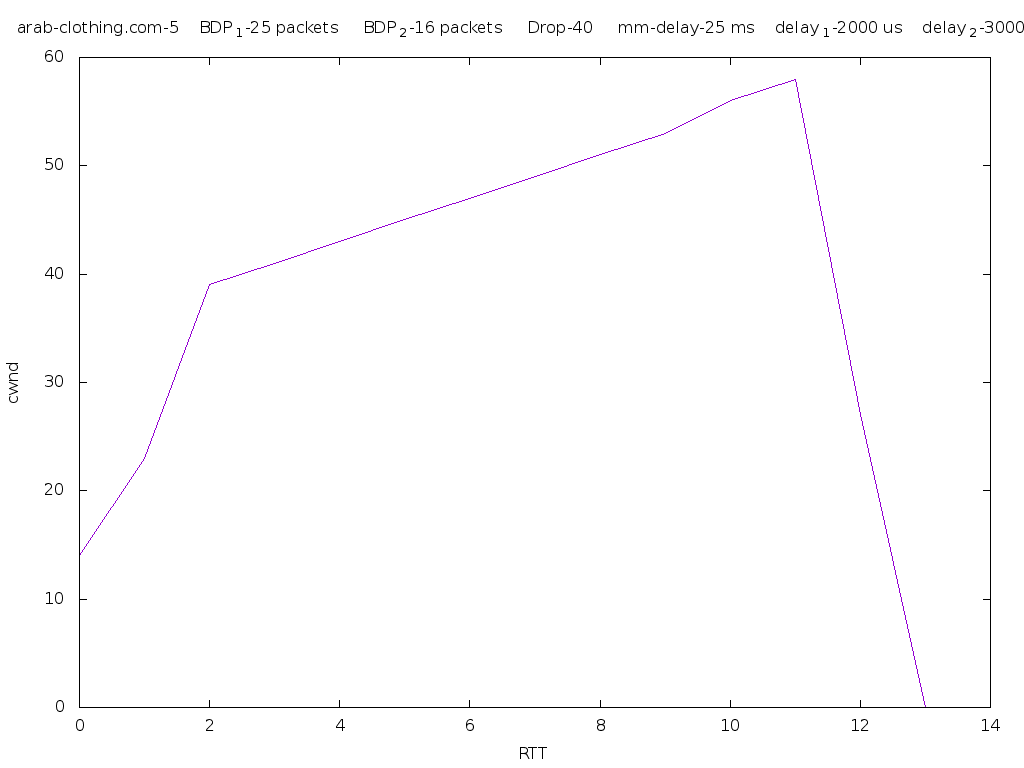 arab-clothing.com-5 BDP1-25 packets BDP2-16 packets Drop-40 mm-delay-25 ms delay1-2000 us delay2-3000
60
50
40
30
20
10
0
cwnd
0 2 4 6 8 10 12 14
RTT